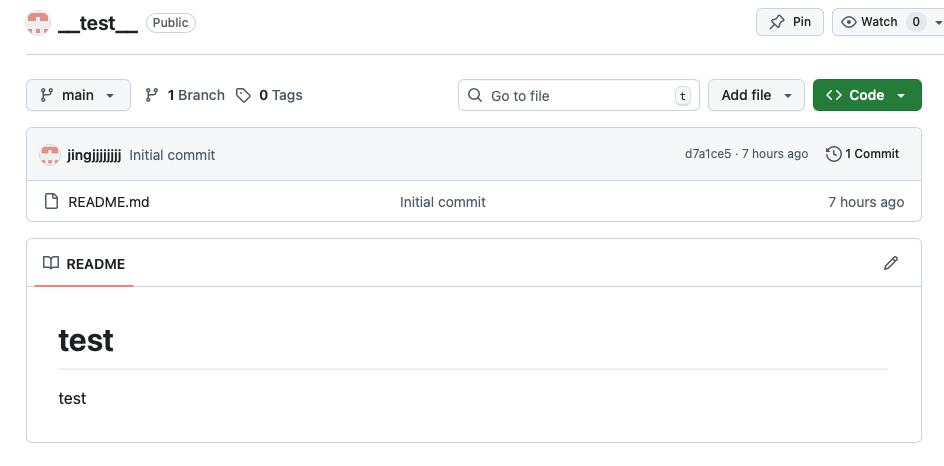 __test__ Public Pin Watch 0
main 1 Branch 0 Tags Go to file t Add file Code
jingjjjjjjjj Initial commit d7a1ce5 · 7 hours ago 1 Commit
README.md Initial commit 7 hours ago
README
test
test